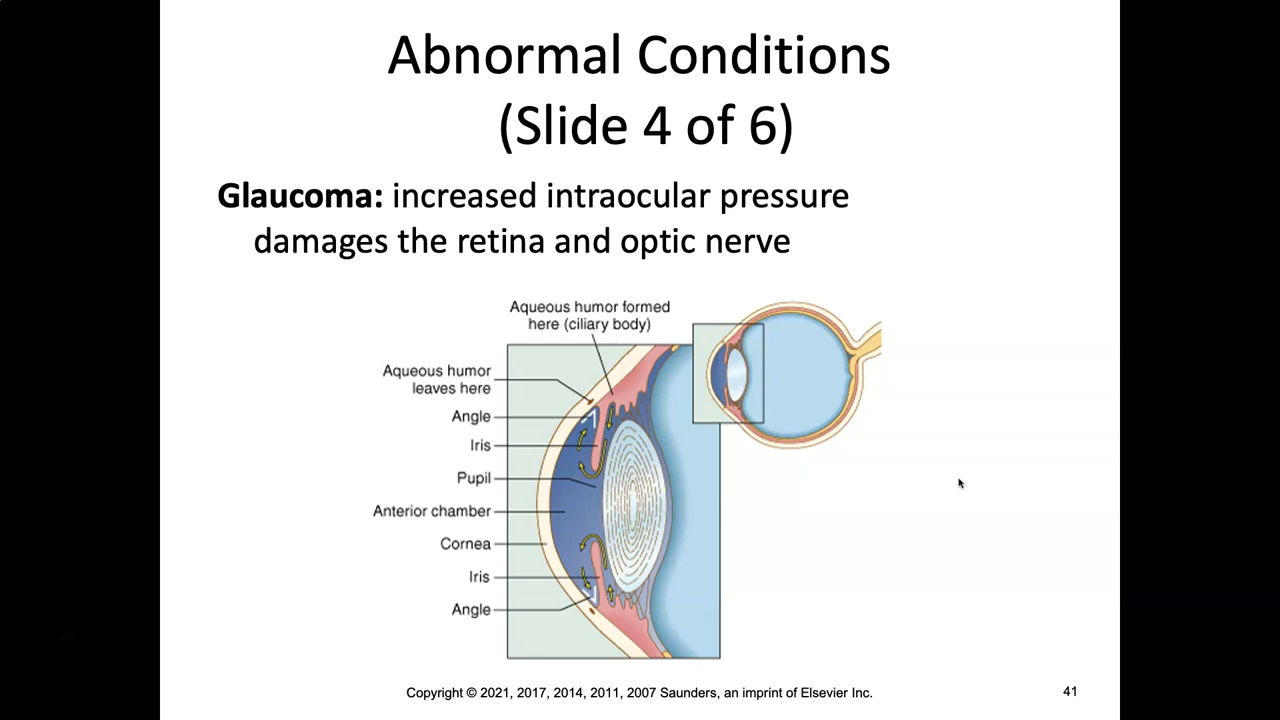 Abnormal Conditions
(Slide 4 of 6)
Glaucoma: increased intraocular pressure
damages the retina and optic nerve
Aqueous humor formed
here (ciliary body)
Aqueous humor
leaves here
Angle
Iris
Pupil
Anterior chamber
Cornea
Iris
Angle
Copyright © 2021, 2017, 2014, 2011, 2007 Saunders, an imprint of Elsevier Inc.
41